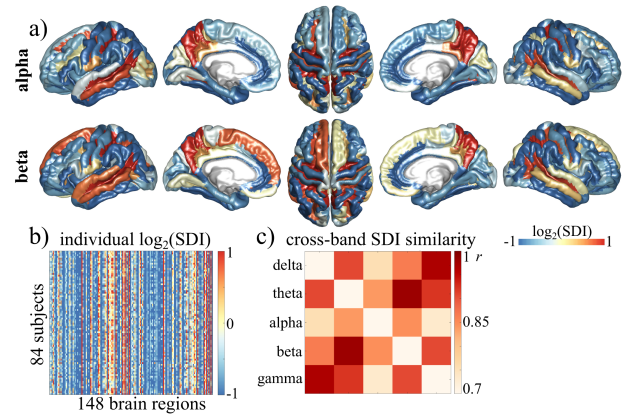 a)
alpha
beta
log₂(SDI)
-1 1
b) individual log₂(SDI)
84 subjects
148 brain regions
1
0
-1
c) cross-band SDI similarity
delta
theta
alpha
beta
gamma
1 r
0.85
0.7